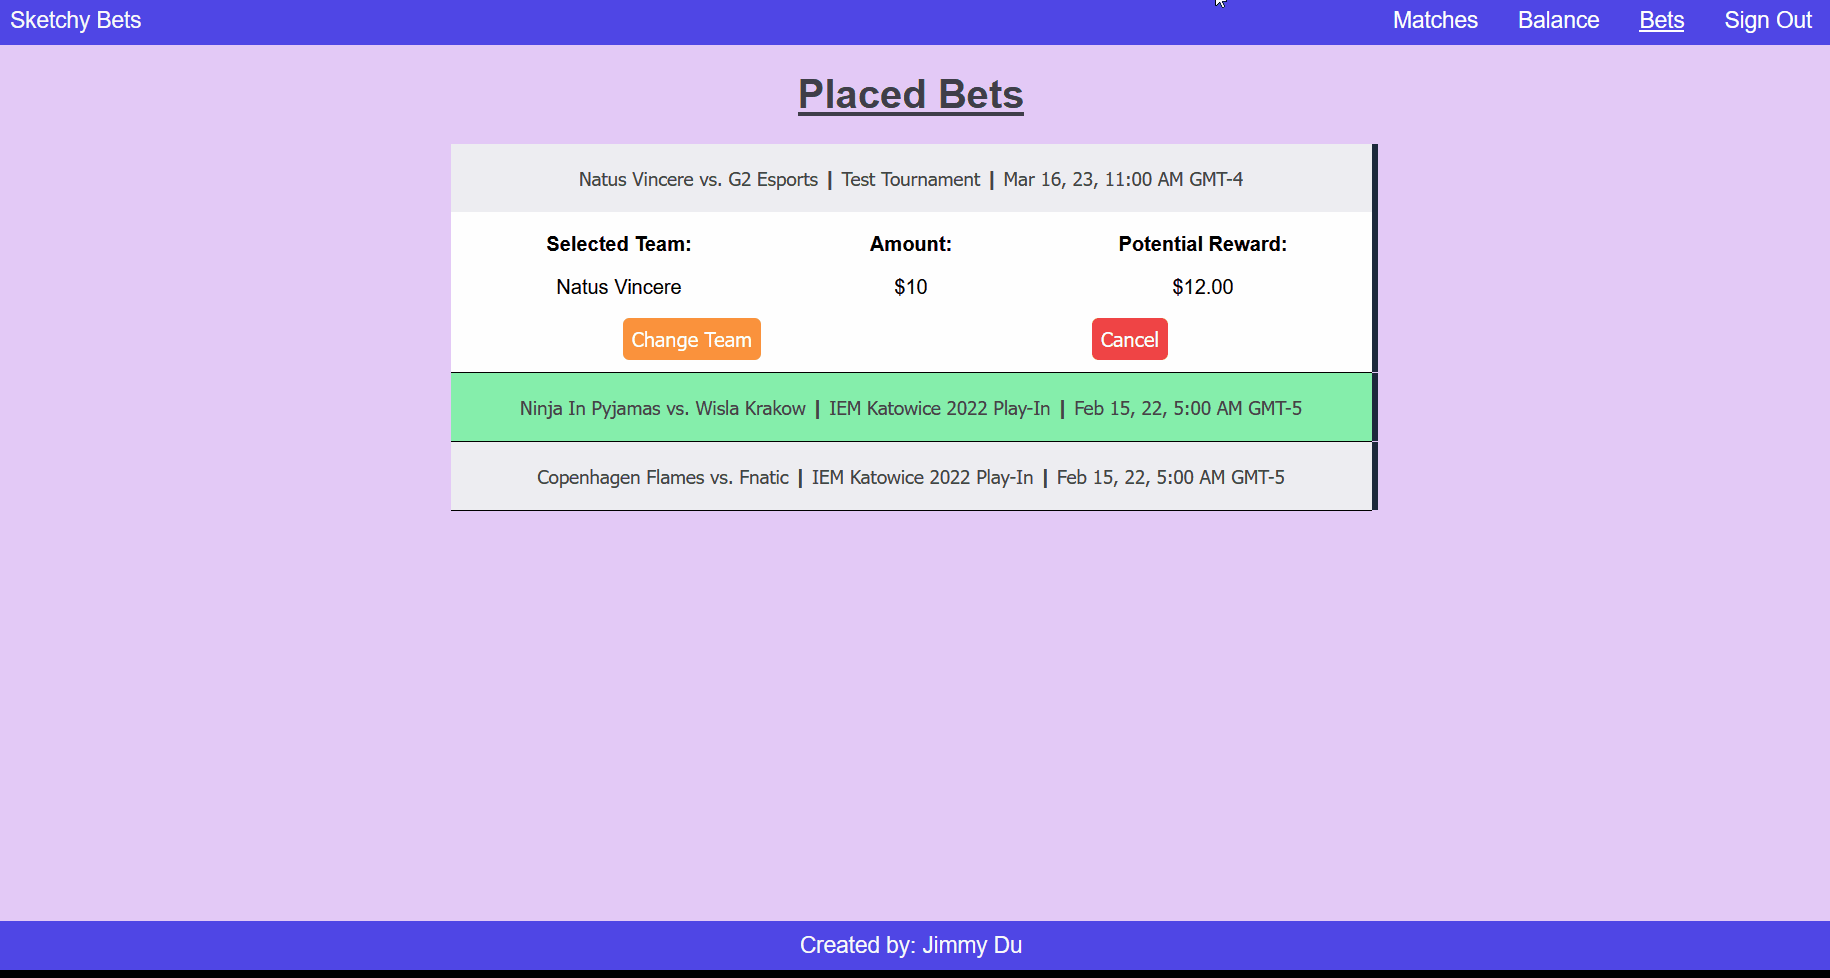 Sketchy Bets Matches Balance Bets Sign Out
Placed Bets
Natus Vincere vs. G2 Esports | Test Tournament | Mar 16, 23, 11:00 AM GMT-4
Selected Team: Amount: Potential Reward:
Natus Vincere $10 $12.00
Change Team Cancel
Ninja In Pyjamas vs. Wisla Krakow | IEM Katowice 2022 Play-In | Feb 15, 22, 5:00 AM GMT-5
Copenhagen Flames vs. Fnatic | IEM Katowice 2022 Play-In | Feb 15, 22, 5:00 AM GMT-5
Created by: Jimmy Du